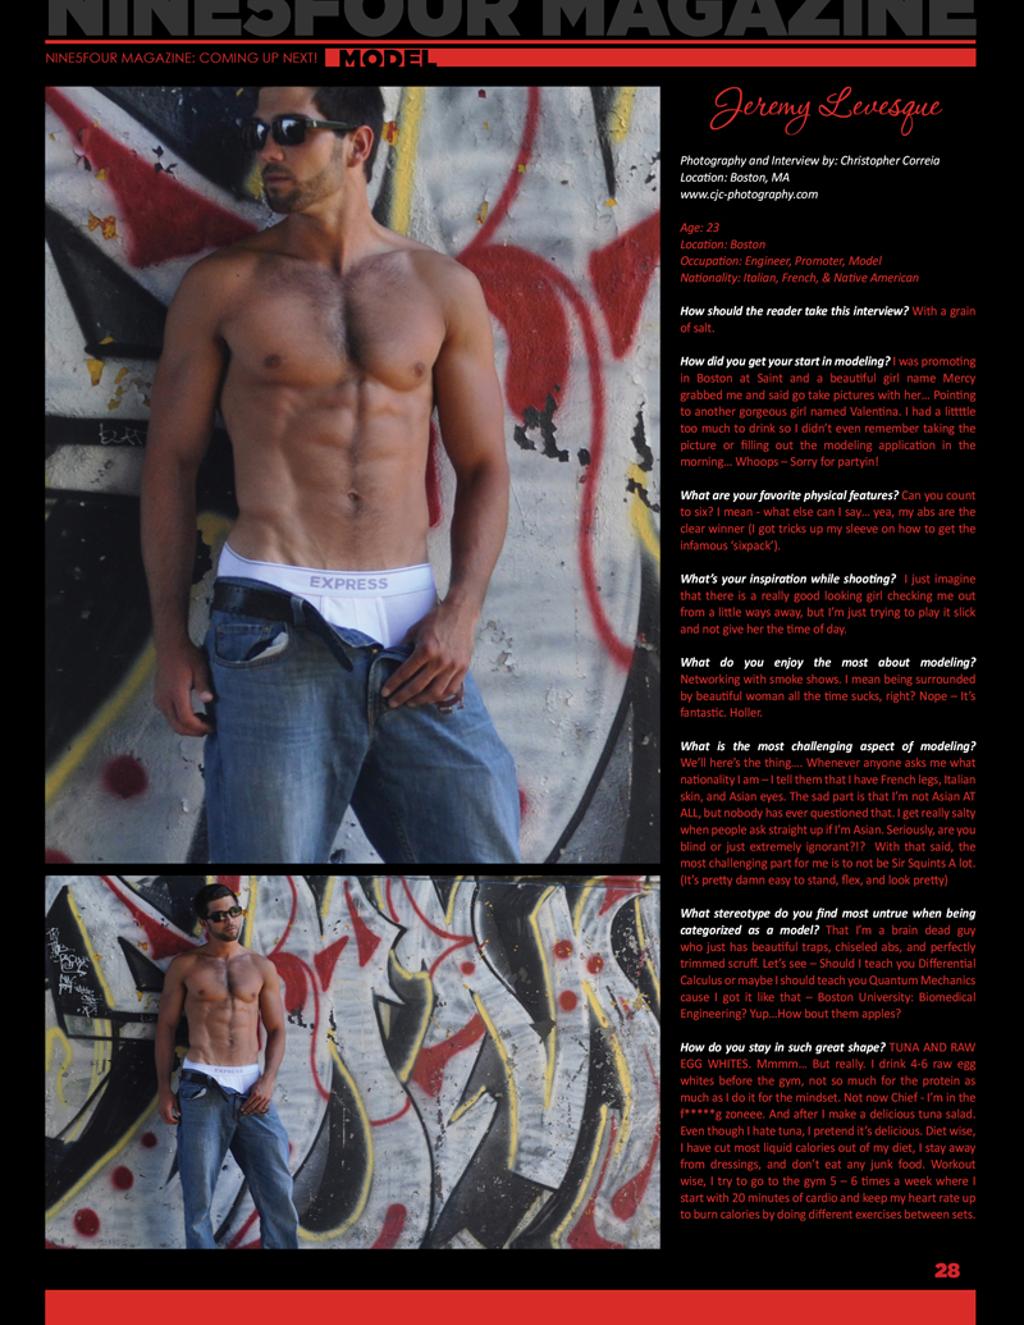 NINE5FOUR MAGAZINE
NINE5FOUR MAGAZINE: COMING UP NEXT! MODEL
Jeremy Levesque
Photography and Interview by: Christopher Correia
Location: Boston, MA
www.cjc-photography.com
Age: 23
Location: Boston
Occupation: Engineer, Promoter, Model
Nationality: Italian, French, & Native American
How should the reader take this interview? With a grain
of salt.
How did you get your start in modeling? I was promoting
in Boston at Saint and a beautiful girl name Mercy
grabbed me and said go take pictures with her... Pointing
to another gorgeous girl named Valentina. I had a litttle
too much to drink so I didn't even remember taking the
picture or filling out the modeling application in the
morning... Whoops – Sorry for partyin!
What are your favorite physical features? Can you count
to six? I mean - what else can I say... yea, my abs are the
clear winner (I got tricks up my sleeve on how to get the
infamous 'sixpack').
What's your inspiration while shooting? I just imagine
that there is a really good looking girl checking me out
from a little ways away, but I'm just trying to play it slick
and not give her the time of day.
What do you enjoy the most about modeling?
Networking with smoke shows. I mean being surrounded
by beautiful woman all the time sucks, right? Nope – It's
fantastic. Holler.
What is the most challenging aspect of modeling?
We'll here's the thing.... Whenever anyone asks me what
nationality I am – I tell them that I have French legs, Italian
skin, and Asian eyes. The sad part is that I'm not Asian AT
ALL, but nobody has ever questioned that. I get really salty
when people ask straight up if I'm Asian. Seriously, are you
blind or just extremely ignorant?!? With that said, the
most challenging part for me is to not be Sir Squints A lot.
(It's pretty damn easy to stand, flex, and look pretty)
What stereotype do you find most untrue when being
categorized as a model? That I'm a brain dead guy
who just has beautiful traps, chiseled abs, and perfectly
trimmed scruff. Let's see – Should I teach you Differential
Calculus or maybe I should teach you Quantum Mechanics
cause I got it like that – Boston University: Biomedical
Engineering? Yup...How bout them apples?
How do you stay in such great shape? TUNA AND RAW
EGG WHITES. Mmmm... But really. I drink 4-6 raw egg
whites before the gym, not so much for the protein as
much as I do it for the mindset. Not now Chief - I'm in the
f*****g zoneee. And after I make a delicious tuna salad.
Even though I hate tuna, I pretend it's delicious. Diet wise,
I have cut most liquid calories out of my diet, I stay away
from dressings, and don't eat any junk food. Workout
wise, I try to go to the gym 5 – 6 times a week where I
start with 20 minutes of cardio and keep my heart rate up
to burn calories by doing different exercises between sets.
EXPRESS
EXPRESS
28